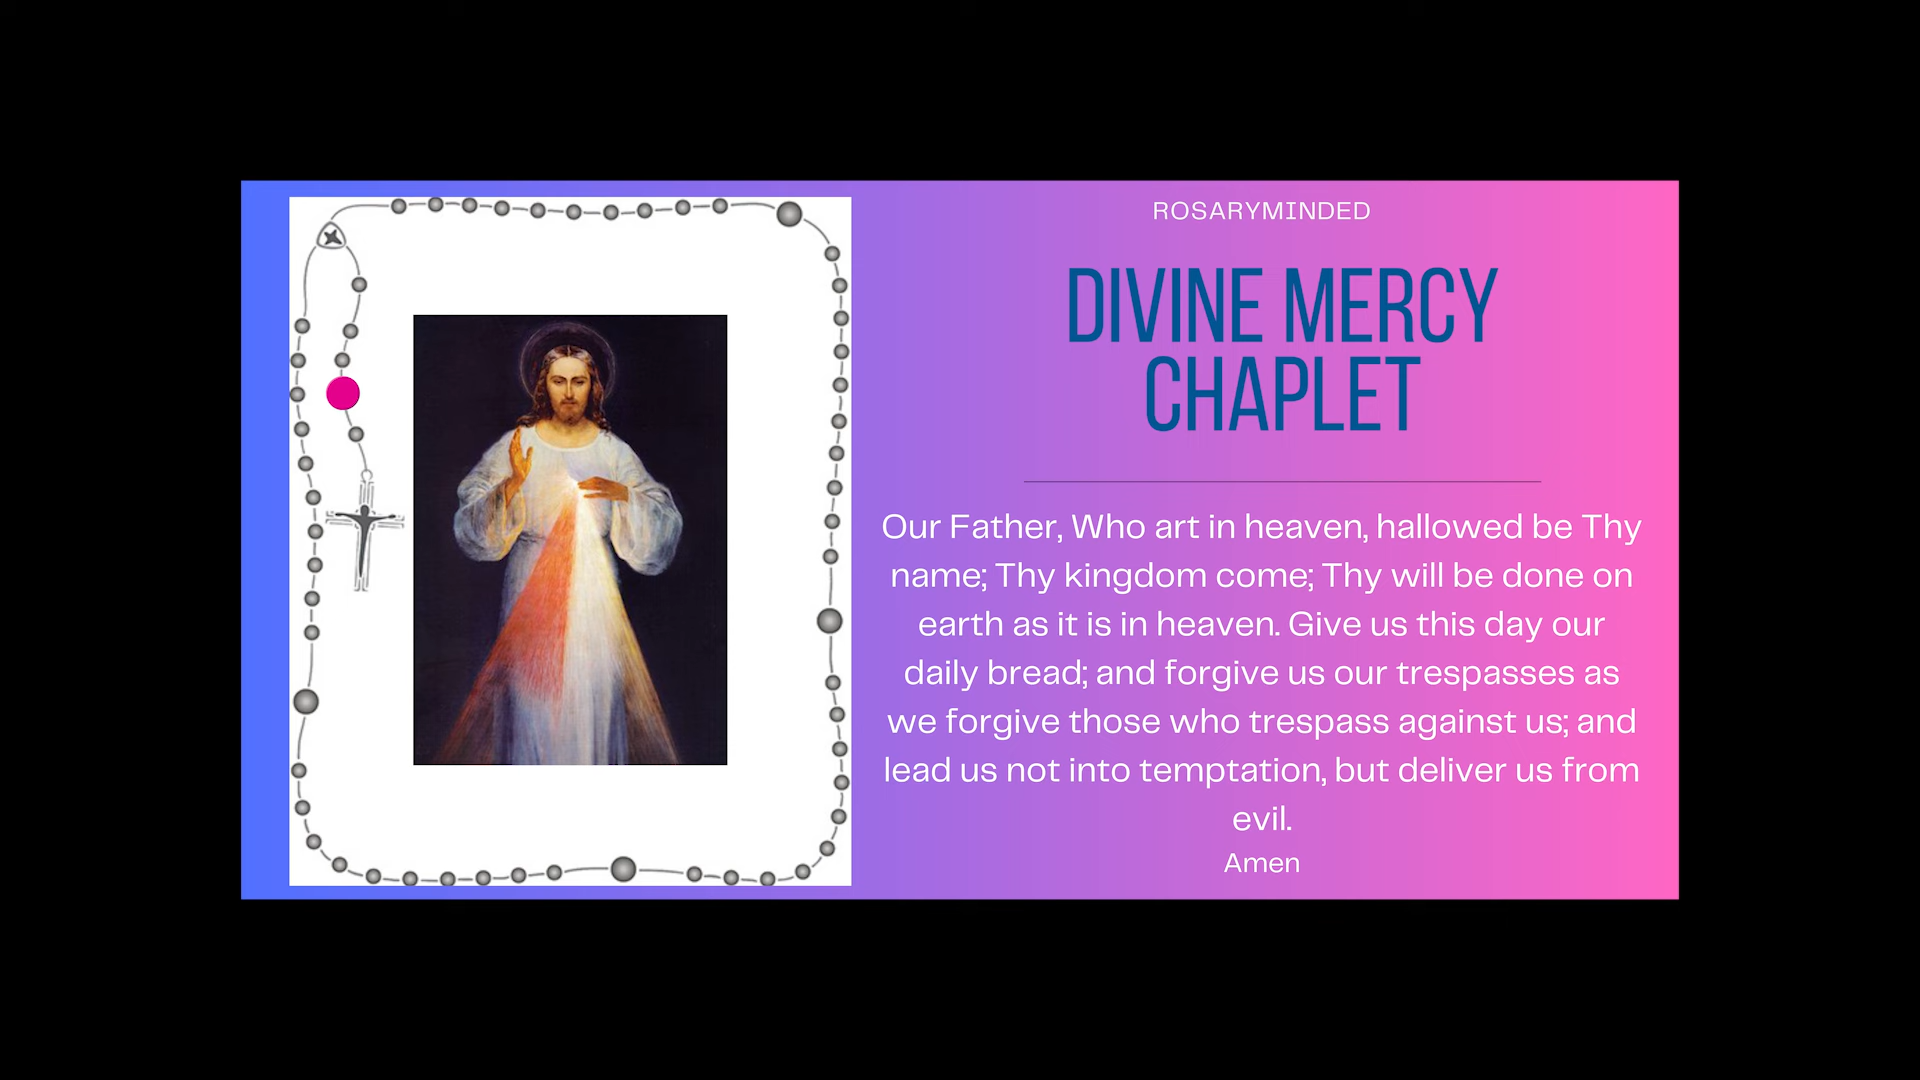 ROSARYMINDED
DIVINE MERCY
CHAPLET
Our Father, Who art in heaven, hallowed be Thy
name; Thy kingdom come; Thy will be done on
earth as it is in heaven. Give us this day our
daily bread; and forgive us our trespasses as
we forgive those who trespass against us; and
lead us not into temptation, but deliver us from
evil.
Amen